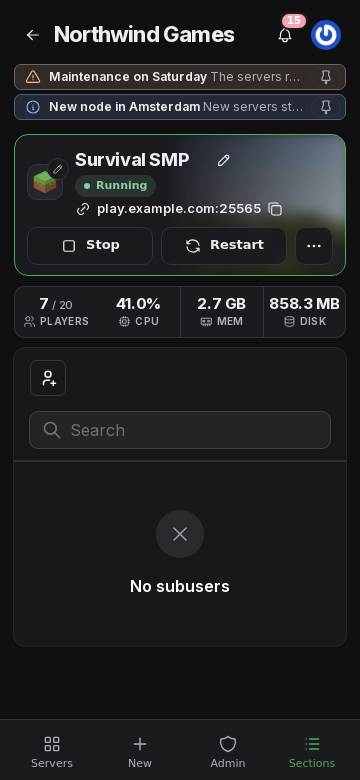 Northwind Games
15
Maintenance on Saturday The servers r...
New node in Amsterdam New servers st...
Survival SMP
Running
play.example.com:25565
Stop
Restart
7 / 20
PLAYERS
41.0%
CPU
2.7 GB
MEM
858.3 MB
DISK
Search
No subusers
Servers
New
Admin
Sections